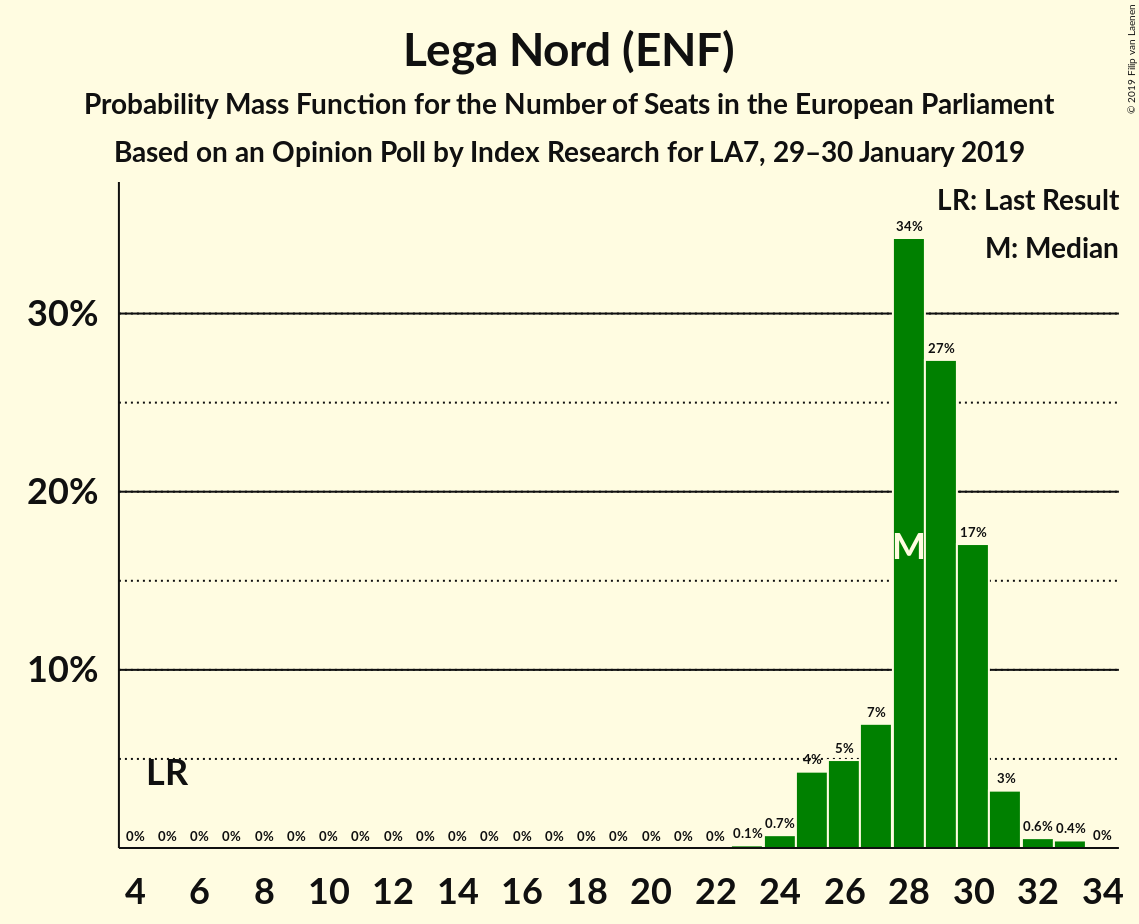 © 2019 Filip van Laenen
Lega Nord (ENF)
Probability Mass Function for the Number of Seats in the European Parliament
Based on an Opinion Poll by Index Research for LA7, 29–30 January 2019
LR: Last Result
M: Median
34%
30%
27%
20%
17%
M
10%
7%
5%
4%
3%
LR
0% 0% 0% 0% 0% 0% 0% 0% 0% 0% 0% 0% 0% 0% 0% 0% 0% 0% 0% 0.1% 0.7% 0.6% 0.4% 0%
4 6 8 10 12 14 16 18 20 22 24 26 28 30 32 34